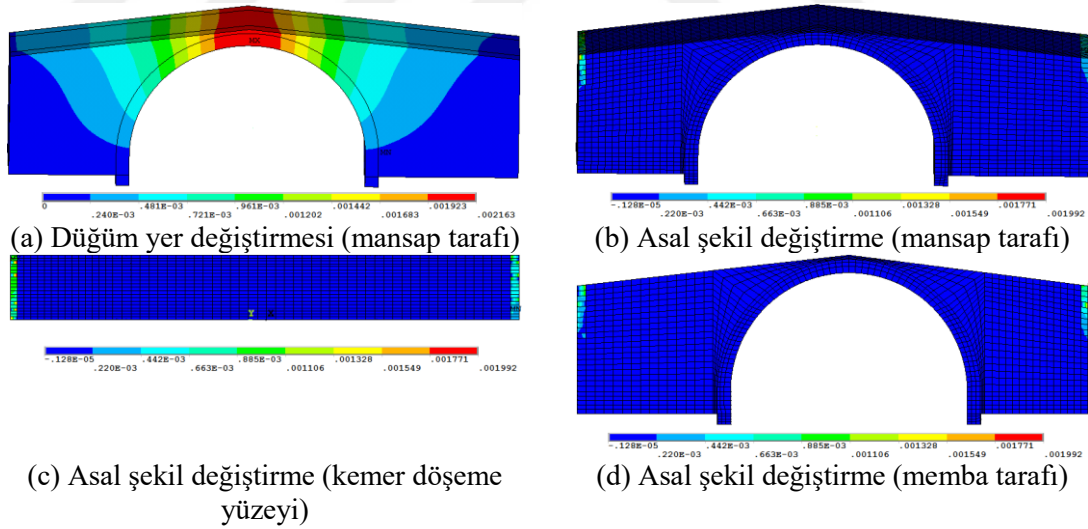 MX
MN
0 .481E-03 .961E-03 .001442 .001923
.240E-03 .721E-03 .001202 .001683 .002163
(a) Düğüm yer değiştirmesi (mansap tarafı)
-.128E-05 .442E-03 .885E-03 .001328 .001771
.220E-03 .663E-03 .001106 .001549 .001992
(b) Asal şekil değiştirme (mansap tarafı)
Y X
-.128E-05 .442E-03 .885E-03 .001328 .001771
.220E-03 .663E-03 .001106 .001549 .001992
(c) Asal şekil değiştirme (kemer döşeme
yüzeyi)
-.128E-05 .442E-03 .885E-03 .001328 .001771
.220E-03 .663E-03 .001106 .001549 .001992
(d) Asal şekil değiştirme (memba tarafı)